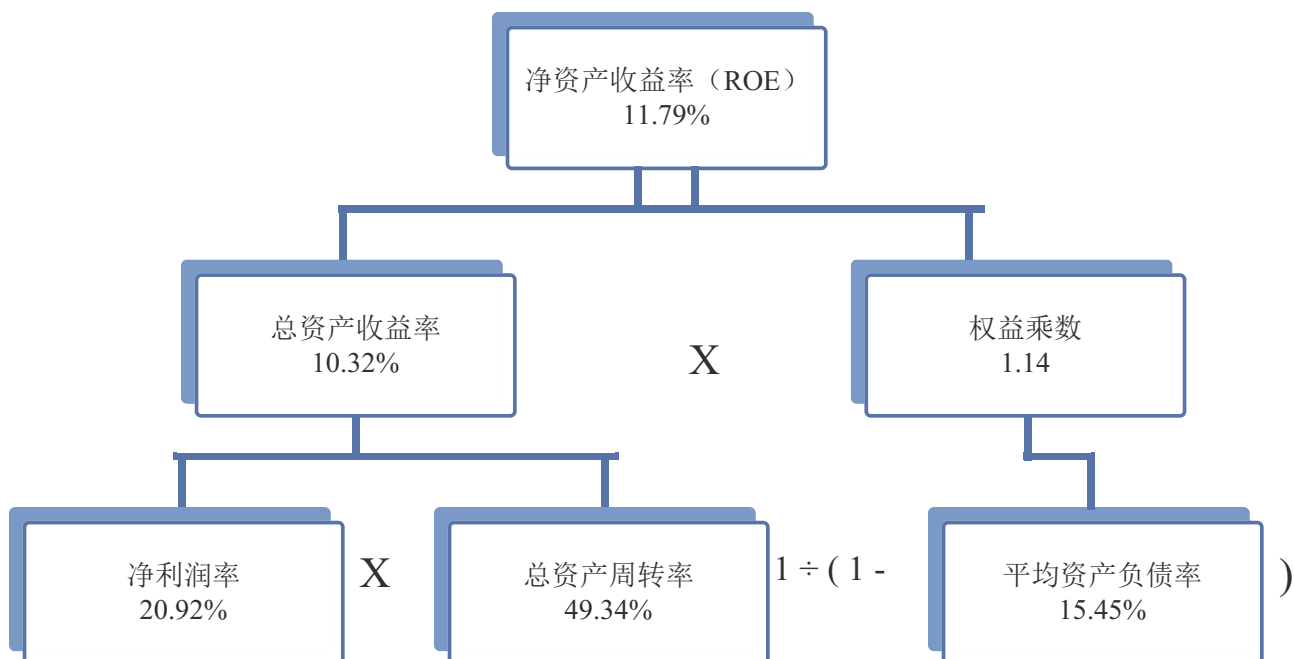 净资产收益率（ROE）
11.79%
总资产收益率
10.32%
X
权益乘数
1.14
净利润率
20.92%
X
总资产周转率
49.34%
1 ÷ ( 1 -
平均资产负债率
15.45%
)